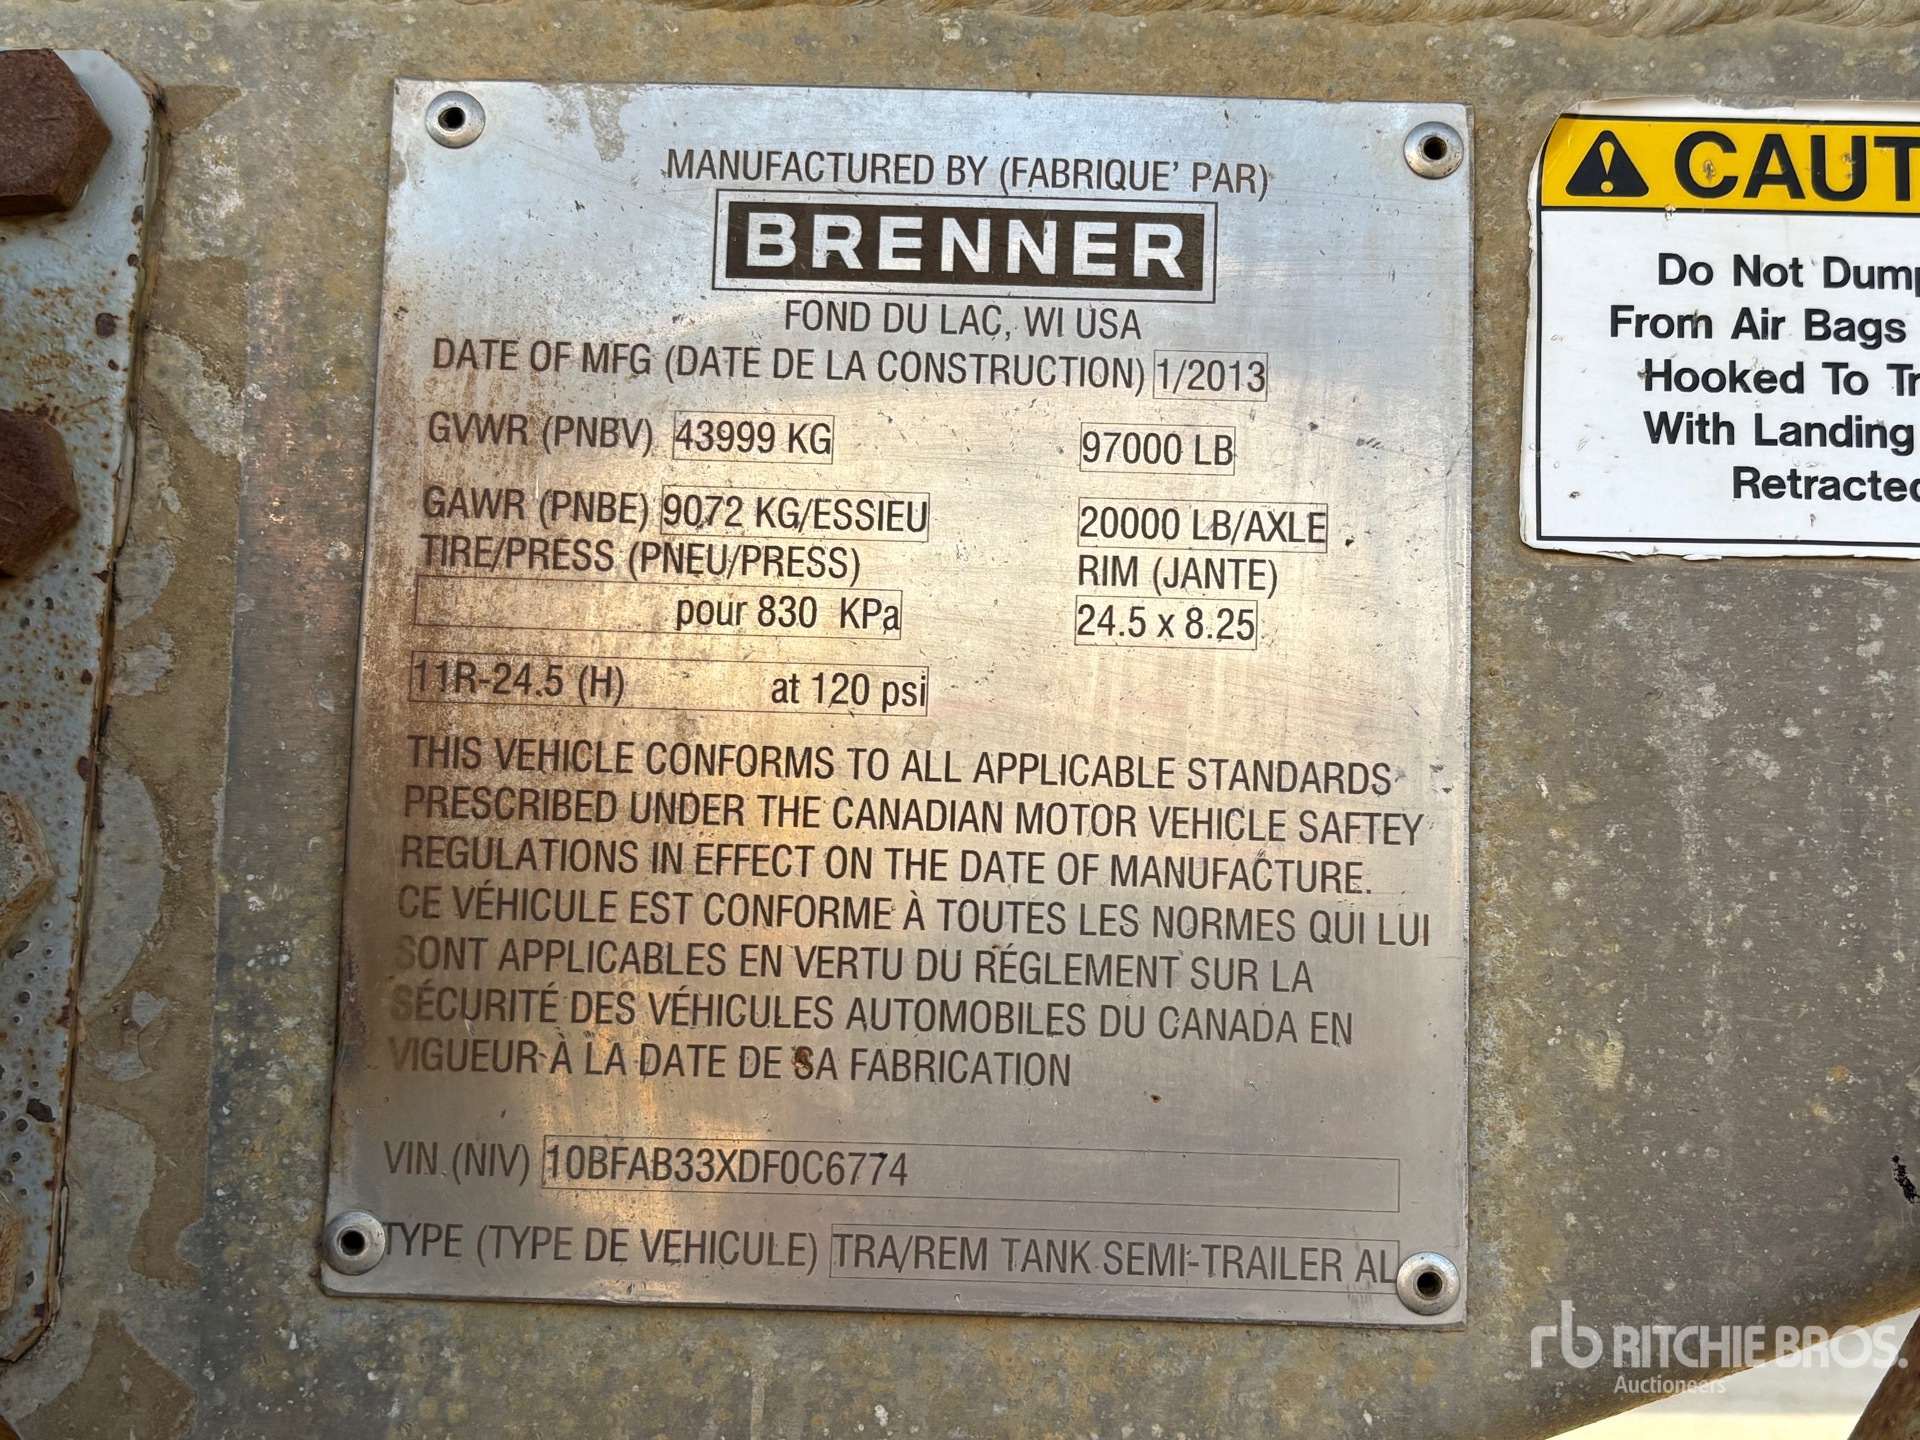 MANUFACTURED BY (FABRIQUE' PAR)
BRENNER
FOND DU LAC, WI USA
DATE OF MFG (DATE DE LA CONSTRUCTION) 1/2013
GVWR (PNBV) 43999 KG 97000 LB
GAWR (PNBE) 9072 KG/ESSIEU 20000 LB/AXLE
TIRE/PRESS (PNEU/PRESS) RIM (JANTE)
pour 830 KPa 24.5 x 8.25
11R-24.5 (H) at 120 psi
THIS VEHICLE CONFORMS TO ALL APPLICABLE STANDARDS
PRESCRIBED UNDER THE CANADIAN MOTOR VEHICLE SAFTEY
REGULATIONS IN EFFECT ON THE DATE OF MANUFACTURE.
CE VÉHICULE EST CONFORME À TOUTES LES NORMES QUI LUI
SONT APPLICABLES EN VERTU DU RÉGLEMENT SUR LA
SÉCURITÉ DES VÉHICULES AUTOMOBILES DU CANADA EN
VIGUEUR À LA DATE DE SA FABRICATION
VIN (NIV) 10BFAB33XDF0C6774
TYPE (TYPE DE VEHICULE) TRA/REM TANK SEMI-TRAILER AL
CAUT
Do Not Dump
From Air Bags
Hooked To Tr
With Landing
Retracted
rb RITCHIE BROS.
Auctioneers